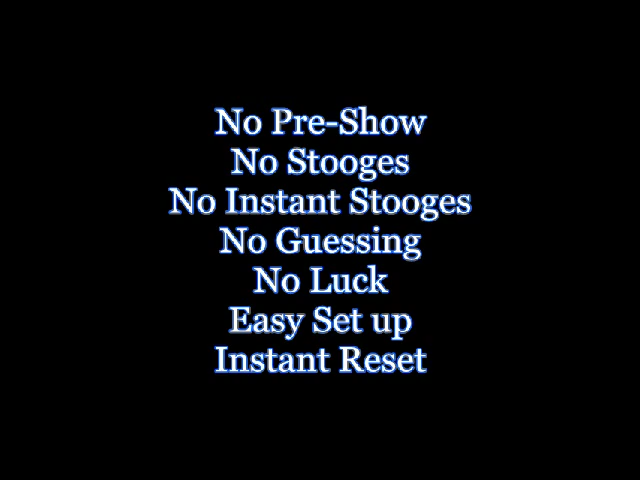 No Pre-Show
No Stooges
No Instant Stooges
No Guessing
No Luck
Easy Set up
Instant Reset